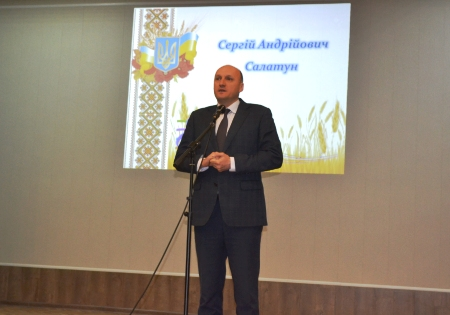 Сергій Андрійович
Салатун